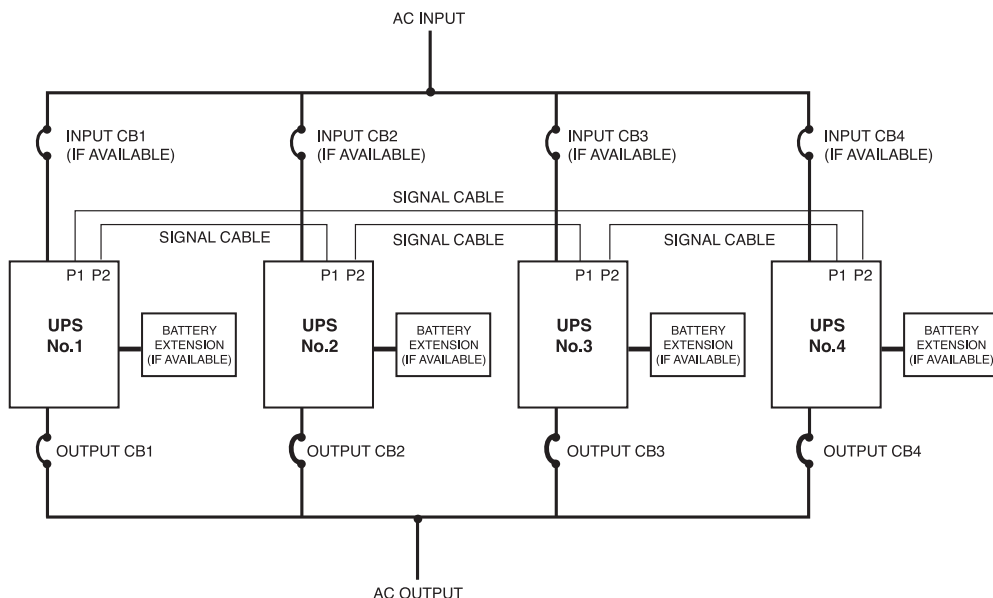 AC INPUT
INPUT CB1
(IF AVAILABLE)
INPUT CB2
(IF AVAILABLE)
INPUT CB3
(IF AVAILABLE)
INPUT CB4
(IF AVAILABLE)
SIGNAL CABLE
SIGNAL CABLE
SIGNAL CABLE
SIGNAL CABLE
P1 P2
UPS
No.1
BATTERY
EXTENSION
(IF AVAILABLE)
P1 P2
UPS
No.2
BATTERY
EXTENSION
(IF AVAILABLE)
P1 P2
UPS
No.3
BATTERY
EXTENSION
(IF AVAILABLE)
P1 P2
UPS
No.4
BATTERY
EXTENSION
(IF AVAILABLE)
OUTPUT CB1
OUTPUT CB2
OUTPUT CB3
OUTPUT CB4
AC OUTPUT